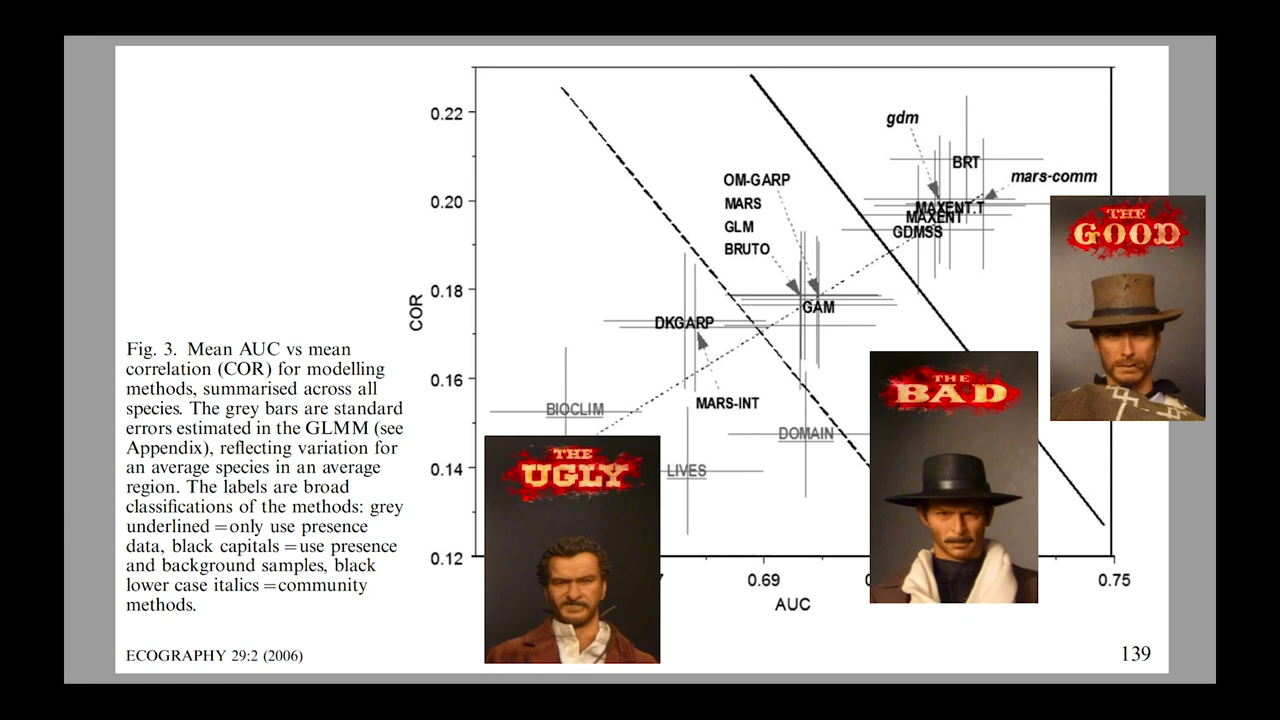 0.22
0.20
0.18
0.16
0.14
0.12
COR
gdm
BRT
mars-comm
OM-GARP
MARS
GLM
BRUTO
MAXENT.T
MAXENT
GDMSS
GAM
DKGARP
MARS-INT
BIOCLIM
DOMAIN
LIVES
0.69
0.75
AUC
THE
GOOD
THE
BAD
THE
UGLY
Fig. 3. Mean AUC vs mean
correlation (COR) for modelling
methods, summarised across all
species. The grey bars are standard
errors estimated in the GLMM (see
Appendix), reflecting variation for
an average species in an average
region. The labels are broad
classifications of the methods: grey
underlined =only use presence
data, black capitals =use presence
and background samples, black
lower case italics =community
methods.
ECOGRAPHY 29:2 (2006)
139